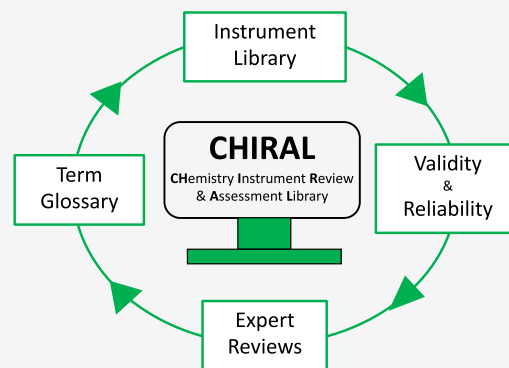 Instrument
Library
CHIRAL
CHemistry Instrument Review
& Assessment Library
Validity
&
Reliability
Term
Glossary
Expert
Reviews